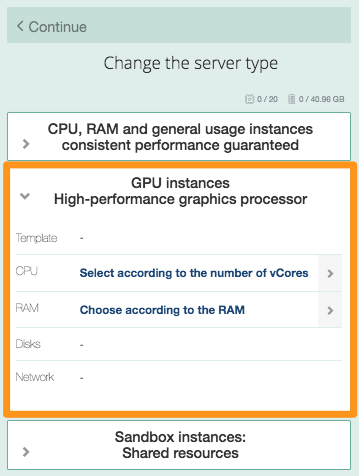 Continue
Change the server type
0 / 20 0 / 40.96 GB
CPU, RAM and general usage instances
consistent performance guaranteed
GPU instances
High-performance graphics processor
Template -
CPU Select according to the number of vCores
RAM Choose according to the RAM
Disks -
Network -
Sandbox instances:
Shared resources